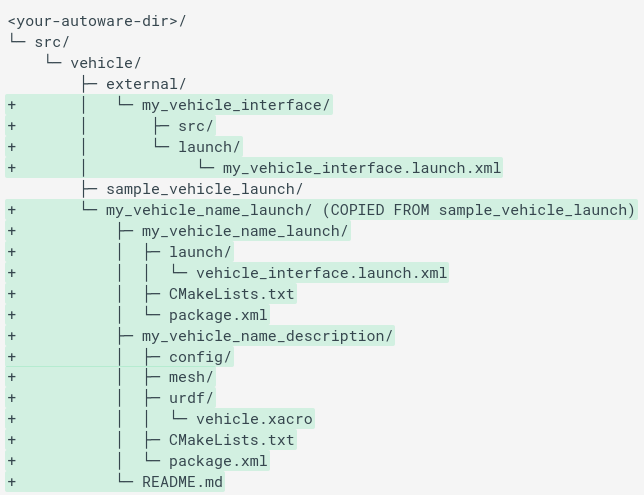 <your-autoware-dir>/
└─ src/
    └─ vehicle/
        ├─ external/
+       │   └─ my_vehicle_interface/
+       │       ├─ src/
+       │       └─ launch/
+       │            └─ my_vehicle_interface.launch.xml
        ├─ sample_vehicle_launch/
+       └─ my_vehicle_name_launch/ (COPIED FROM sample_vehicle_launch)
+           ├─ my_vehicle_name_launch/
+           │  ├─ launch/
+           │  │  └─ vehicle_interface.launch.xml
+           │  ├─ CMakeLists.txt
+           │  └─ package.xml
+           ├─ my_vehicle_name_description/
+           │  ├─ config/
+           │  ├─ mesh/
+           │  ├─ urdf/
+           │  │  └─ vehicle.xacro
+           │  ├─ CMakeLists.txt
+           │  └─ package.xml
+           └─ README.md